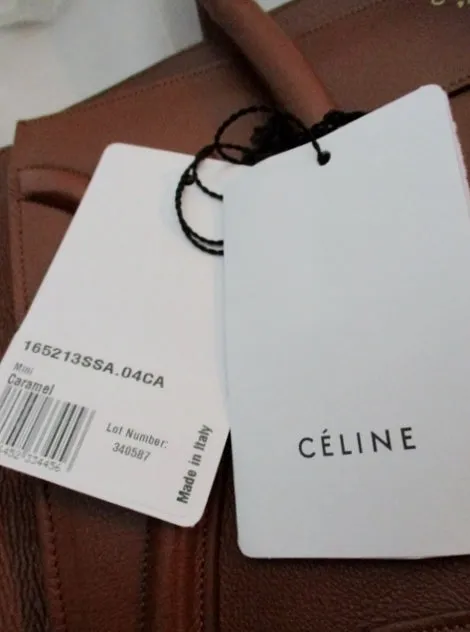 165213SSA.04CA
Mini
Caramel
Lot Number:
340587
Made in Italy
CÉLINE